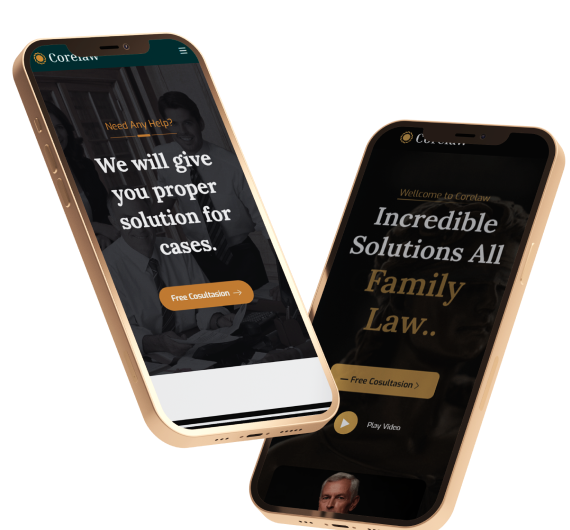 Corelaw
Need Any Help?
We will give
you proper
solution for
cases.
Free Cosultasion
Corelaw
Wellcome to Corelaw
Incredible
Solutions All
Family
Law..
Free Cosultasion
Play Video